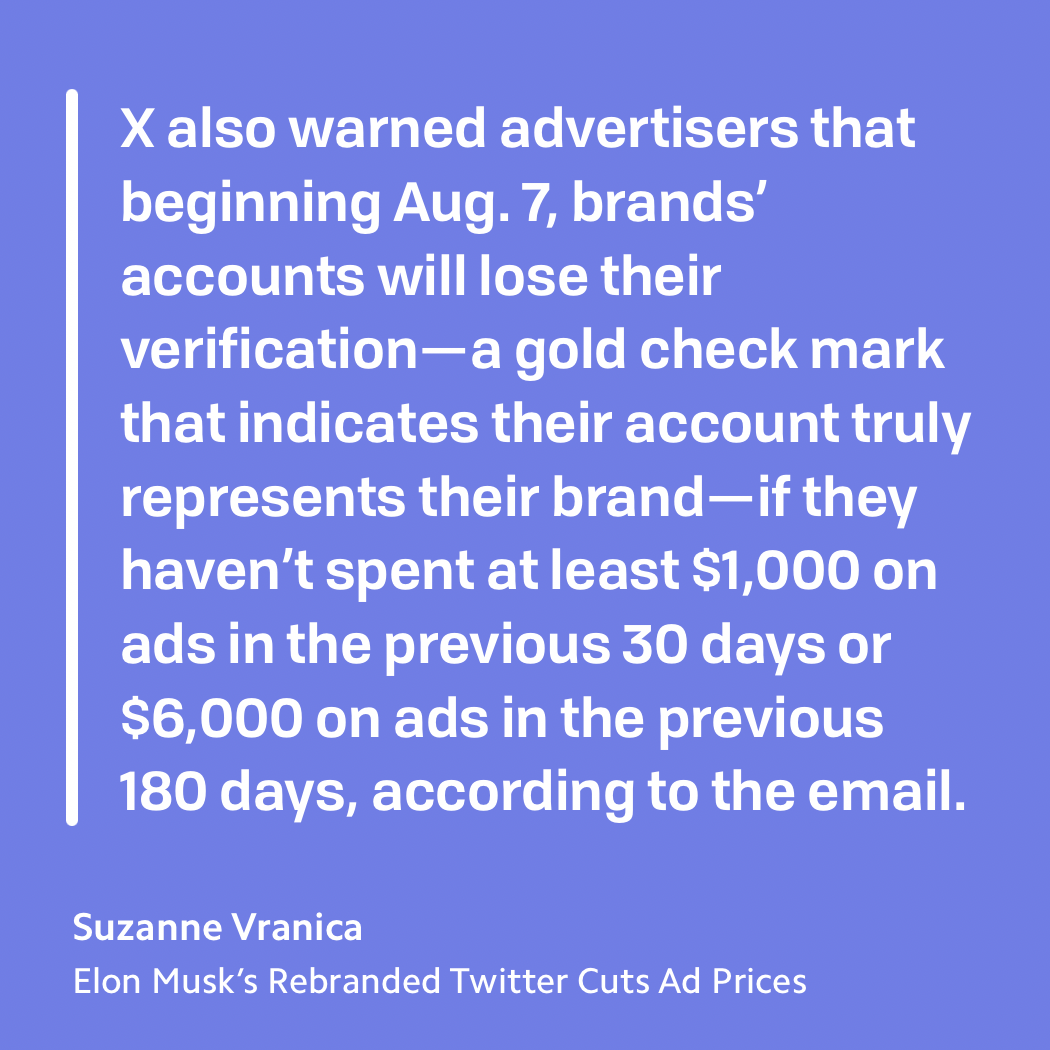 X also warned advertisers that
beginning Aug. 7, brands’
accounts will lose their
verification—a gold check mark
that indicates their account truly
represents their brand—if they
haven’t spent at least $1,000 on
ads in the previous 30 days or
$6,000 on ads in the previous
180 days, according to the email.
Suzanne Vranica
Elon Musk’s Rebranded Twitter Cuts Ad Prices